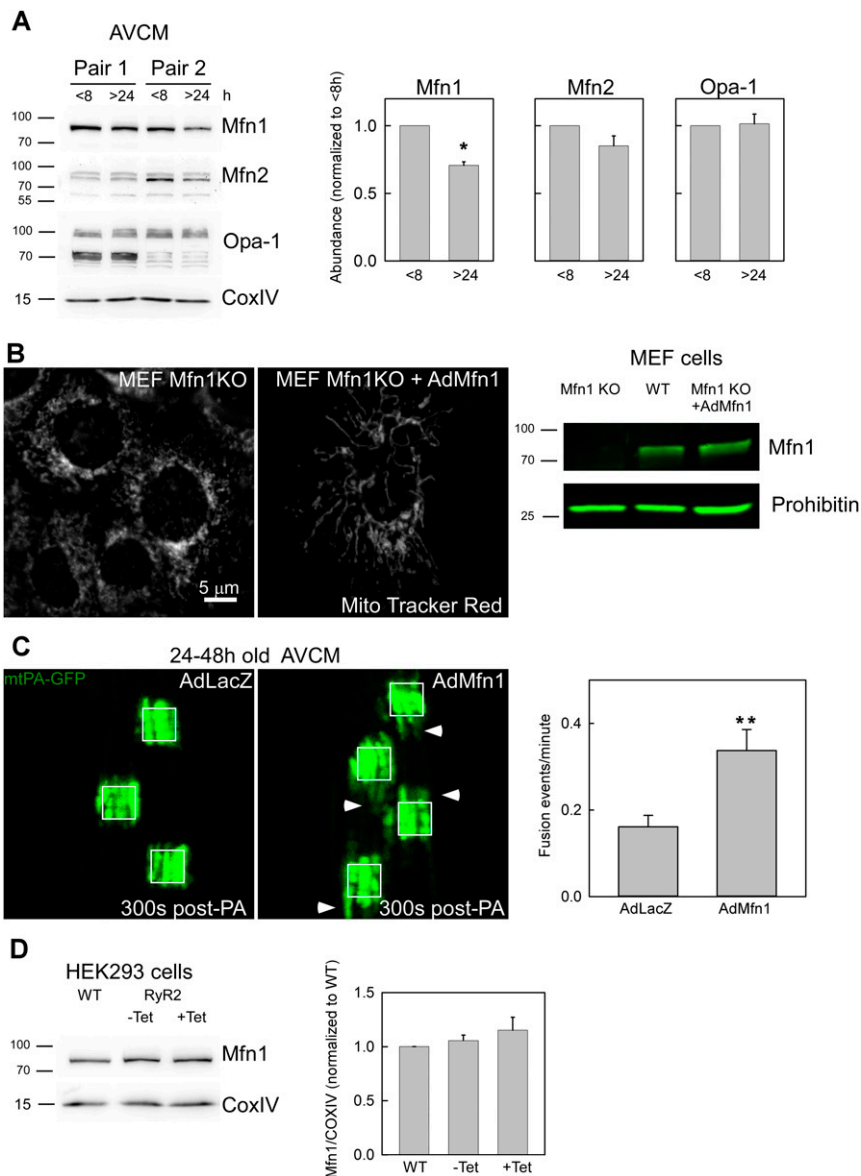 A
AVCM
Pair 1 Pair 2
<8 >24 <8 >24 h
100
70
Mfn1
100
70
55
Mfn2
100
70
Opa-1
15
CoxIV
Abundance (normalized to <8h)
Mfn1 Mfn2 Opa-1
1.0
*
0.5
0.0
<8 >24 <8 >24 <8 >24
B
MEF Mfn1KO
5 µm
MEF Mfn1KO + AdMfn1
Mito Tracker Red
MEF cells
Mfn1 KO WT Mfn1 KO
+AdMfn1
100
70
Mfn1
25
Prohibitin
C
24-48h old AVCM
mtPA-GFP
AdLacZ
300s post-PA
AdMfn1
300s post-PA
Fusion events/minute
0.4
**
0.2
0.0
AdLacZ AdMfn1
D
HEK293 cells
WT RyR2
-Tet +Tet
100
70
Mfn1
15
CoxIV
Mfn1/COXIV (normalized to WT)
1.5
1.0
0.5
0.0
WT -Tet +Tet